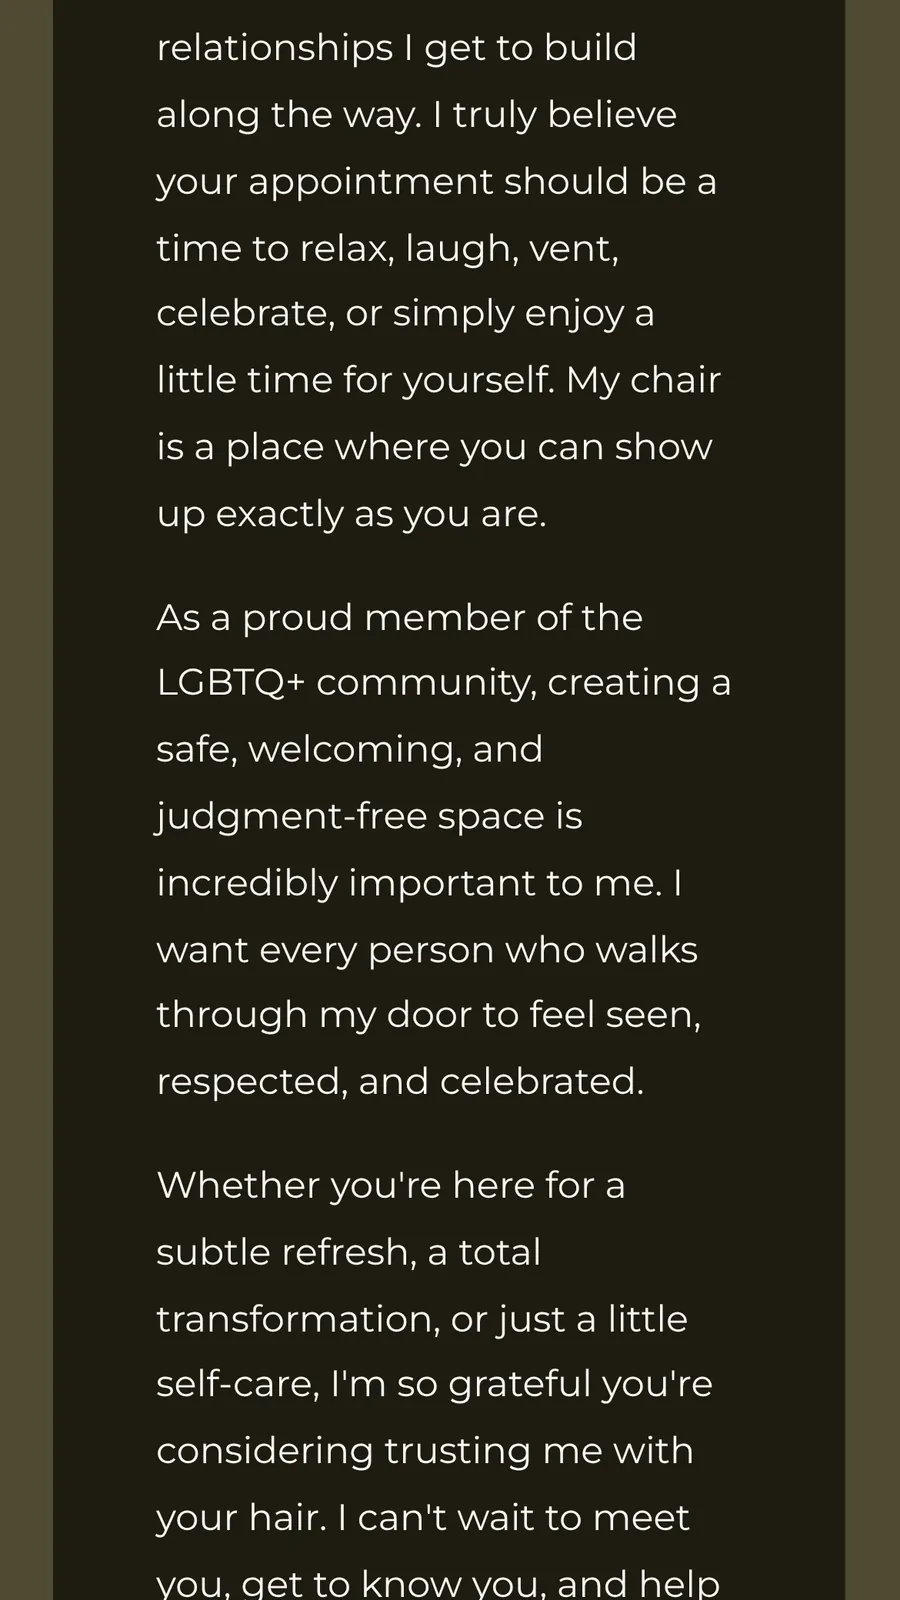 relationships I get to build
along the way. I truly believe
your appointment should be a
time to relax, laugh, vent,
celebrate, or simply enjoy a
little time for yourself. My chair
is a place where you can show
up exactly as you are.
As a proud member of the
LGBTQ+ community, creating a
safe, welcoming, and
judgment-free space is
incredibly important to me. I
want every person who walks
through my door to feel seen,
respected, and celebrated.
Whether you're here for a
subtle refresh, a total
transformation, or just a little
self-care, I'm so grateful you're
considering trusting me with
your hair. I can't wait to meet
you, get to know you, and help